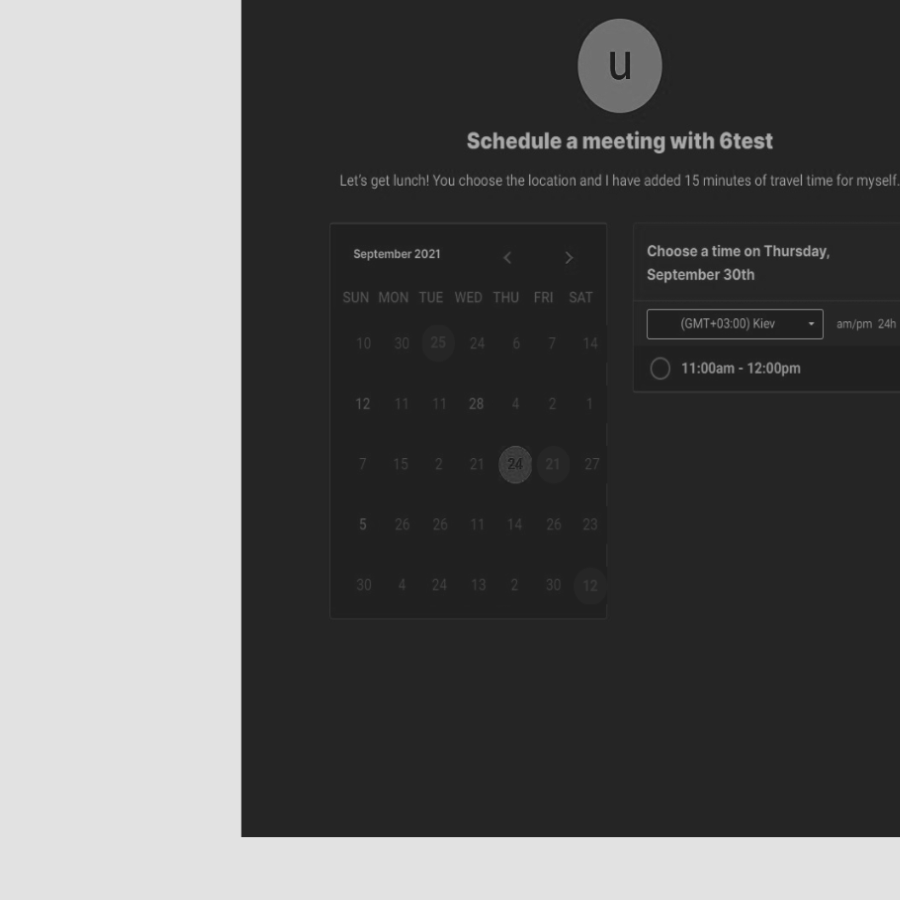 u
Schedule a meeting with 6test
Let's get lunch! You choose the location and I have added 15 minutes of travel time for myself.
September 2021
SUN MON TUE WED THU FRI SAT
10 30 25 24 6 7 14
12 11 11 28 4 2 1
7 15 2 21 24 21 27
5 26 26 11 14 26 23
30 4 24 13 2 30 12
Choose a time on Thursday,
September 30th
(GMT+03:00) Kiev am/pm 24h
11:00am - 12:00pm